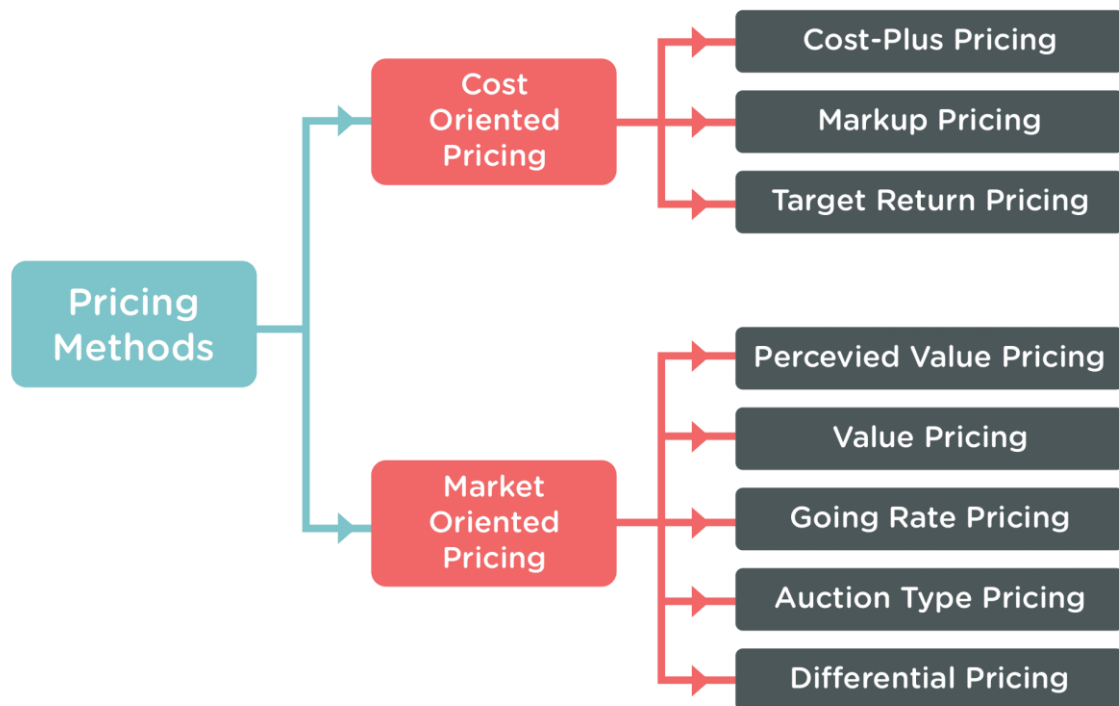 Pricing
Methods
Cost
Oriented
Pricing
Cost-Plus Pricing
Markup Pricing
Target Return Pricing
Market
Oriented
Pricing
Percevied Value Pricing
Value Pricing
Going Rate Pricing
Auction Type Pricing
Differential Pricing